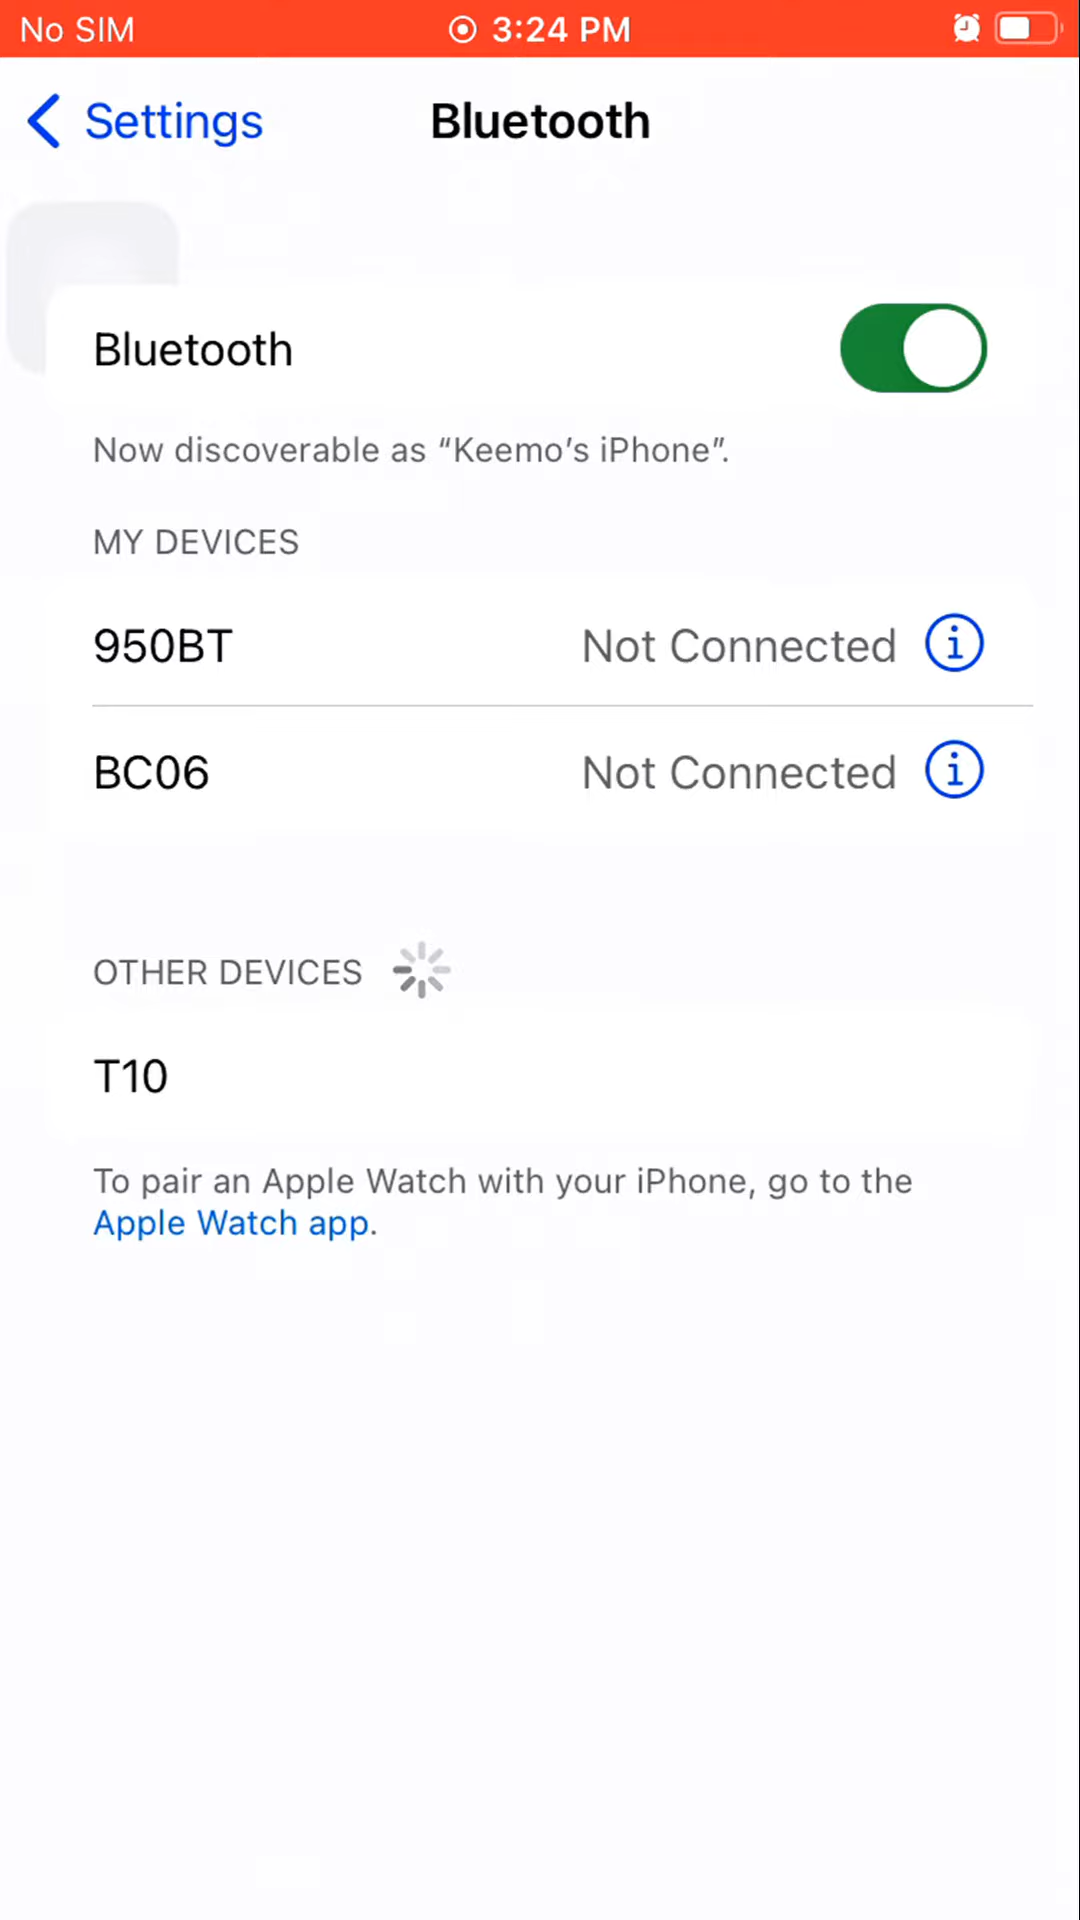 No SIM
3:24 PM
Settings
Bluetooth
Bluetooth
Now discoverable as “Keemo’s iPhone”.
MY DEVICES
950BT Not Connected
BC06 Not Connected
OTHER DEVICES
T10
To pair an Apple Watch with your iPhone, go to the
Apple Watch app.